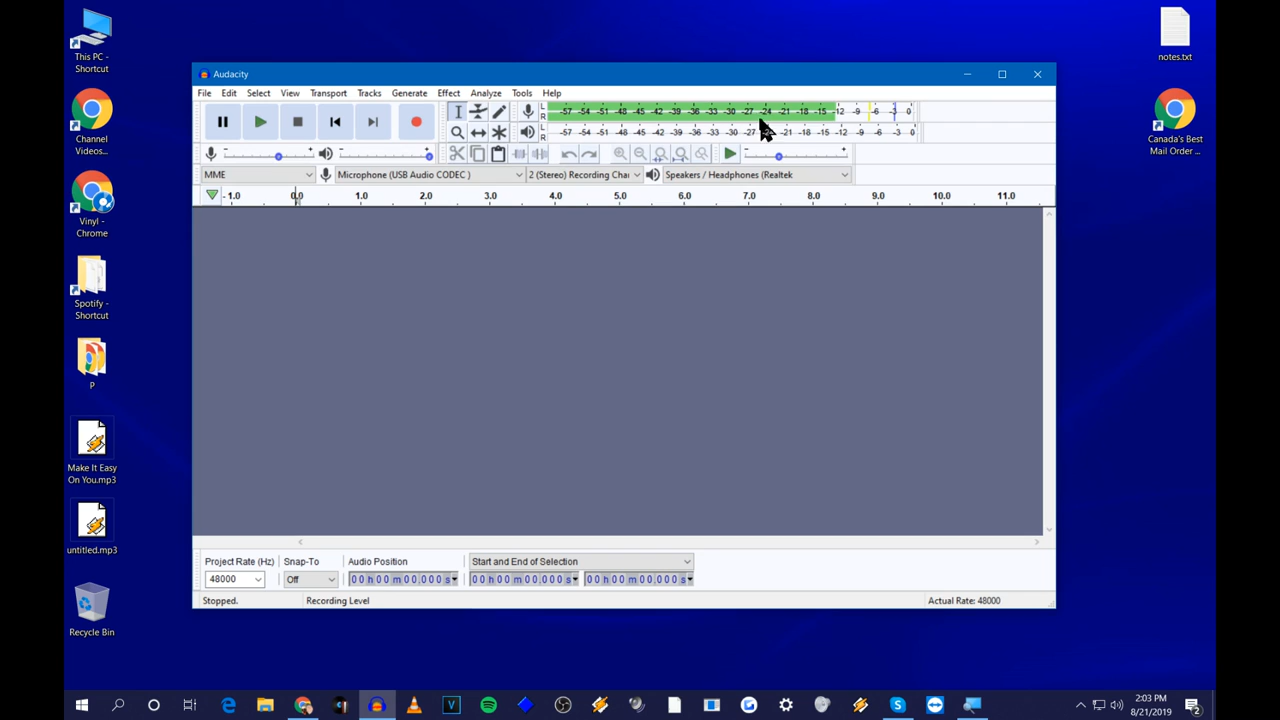 This PC -
Shortcut
Channel
Videos...
Vinyl -
Chrome
Spotify -
Shortcut
P
Make It Easy
On You.mp3
untitled.mp3
Recycle Bin
Audacity
File Edit Select View Transport Tracks Generate Effect Analyze Tools Help
L
R
-57 -54 -51 -48 -45 -42 -39 -36 -33 -30 -27 -24 -21 -18 -15 -12 -9 -6 -3 0
L
R
-57 -54 -51 -48 -45 -42 -39 -36 -33 -30 -27 -21 -18 -15 -12 -9 -6 -3 0
- + - + - +
MME Microphone (USB Audio CODEC ) 2 (Stereo) Recording Chai Speakers / Headphones (Realtek
- 1.0 0.0 1.0 2.0 3.0 4.0 5.0 6.0 7.0 8.0 9.0 10.0 11.0
Project Rate (Hz) Snap-To Audio Position Start and End of Selection
48000 Off 00 h 00 m 00.000 s 00 h 00 m 00.000 s 00 h 00 m 00.000 s
Stopped. Recording Level Actual Rate: 48000
notes.txt
Canada's Best
Mail Order ...
2:03 PM
8/21/2019
2